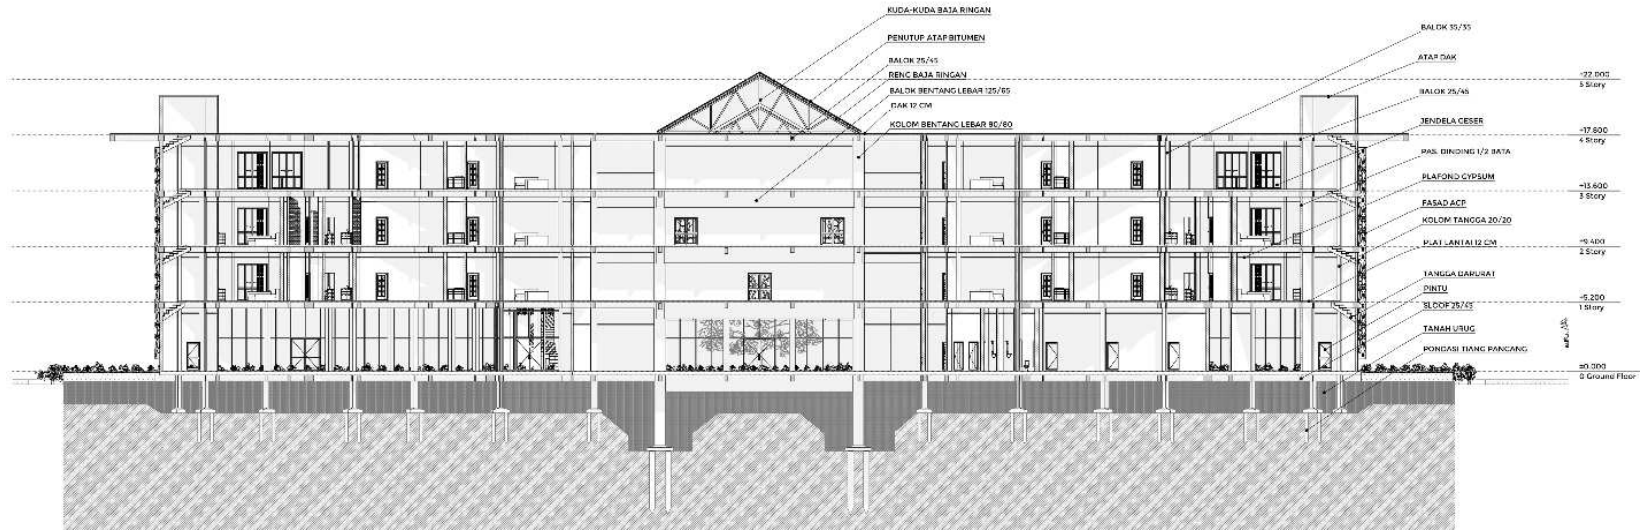 KUDA-KUDA BAJA RINGAN
PENUTUP ATAP BITUMEN
BALOK 25/45
RENG BAJA RINGAN
BALOK BENTANG LEBAR 125/65
DAK 12 CM
KOLOM BENTANG LEBAR 80/80
BALOK 35/35
ATAP DAK
BALOK 25/45
JENDELA GESER
PAS. DINDING 1/2 BATA
PLAFOND GYPSUM
FASAD ACP
KOLOM TANGGA 20/20
PLAT LANTAI 12 CM
TANGGA DARURAT
PINTU
SLOOF 25/45
TANAH URUG
PONDASI TIANG PANCANG
+22.000
5 Story
+17.800
4 Story
+13.600
3 Story
+9.400
2 Story
+5.200
1 Story
±0.000
0 Ground Floor